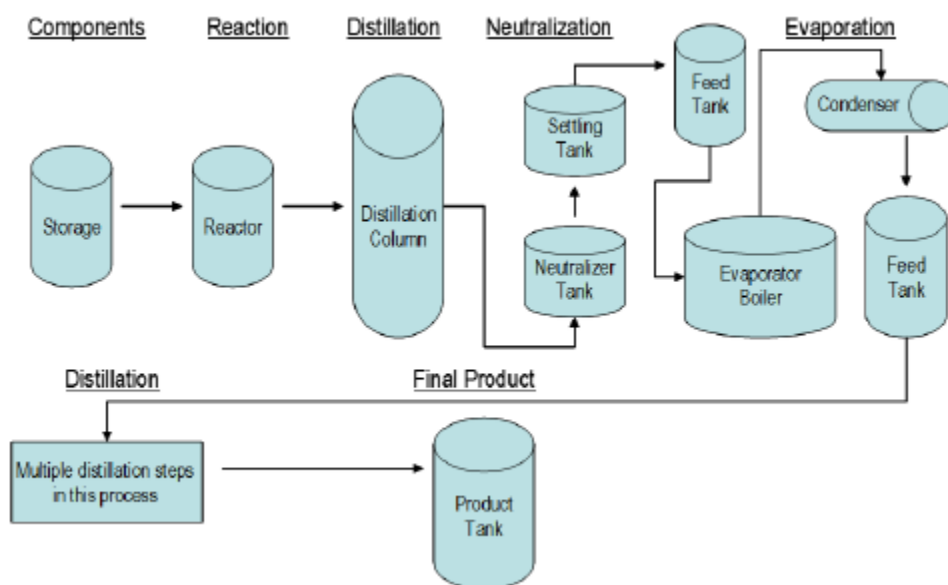 Components
Reaction
Distillation
Neutralization
Evaporation
Storage
Reactor
Distillation
Column
Settling
Tank
Neutralizer
Tank
Feed
Tank
Evaporator
Boiler
Condenser
Feed
Tank
Distillation
Final Product
Multiple distillation steps
in this process
Product
Tank